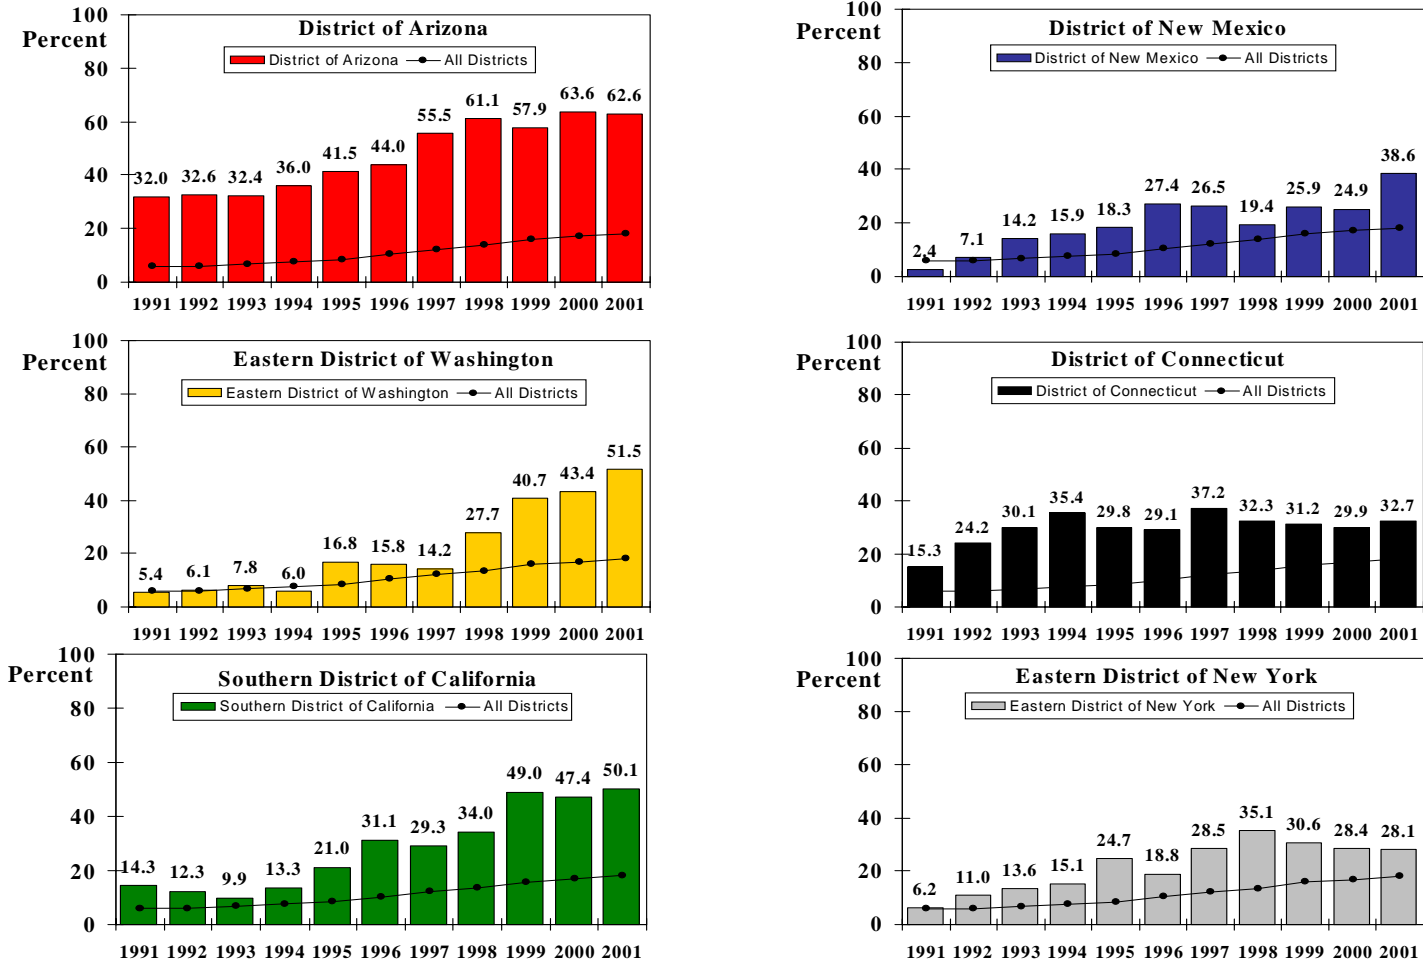 District of Arizona
Percent
District of Arizona All Districts
100
80
60
40
20
0
32.0 32.6 32.4 36.0 41.5 44.0 55.5 61.1 57.9 63.6 62.6
1991 1992 1993 1994 1995 1996 1997 1998 1999 2000 2001
District of New Mexico
Percent
District of New Mexico All Districts
100
80
60
40
20
0
2.4 7.1 14.2 15.9 18.3 27.4 26.5 19.4 25.9 24.9 38.6
1991 1992 1993 1994 1995 1996 1997 1998 1999 2000 2001
Eastern District of Washington
Percent
Eastern District of Washington All Districts
100
80
60
40
20
0
5.4 6.1 7.8 6.0 16.8 15.8 14.2 27.7 40.7 43.4 51.5
1991 1992 1993 1994 1995 1996 1997 1998 1999 2000 2001
District of Connecticut
Percent
District of Connecticut All Districts
100
80
60
40
20
0
15.3 24.2 30.1 35.4 29.8 29.1 37.2 32.3 31.2 29.9 32.7
1991 1992 1993 1994 1995 1996 1997 1998 1999 2000 2001
Southern District of California
Percent
Southern District of California All Districts
100
80
60
40
20
0
14.3 12.3 9.9 13.3 21.0 31.1 29.3 34.0 49.0 47.4 50.1
1991 1992 1993 1994 1995 1996 1997 1998 1999 2000 2001
Eastern District of New York
Percent
Eastern District of New York All Districts
100
80
60
40
20
0
6.2 11.0 13.6 15.1 24.7 18.8 28.5 35.1 30.6 28.4 28.1
1991 1992 1993 1994 1995 1996 1997 1998 1999 2000 2001